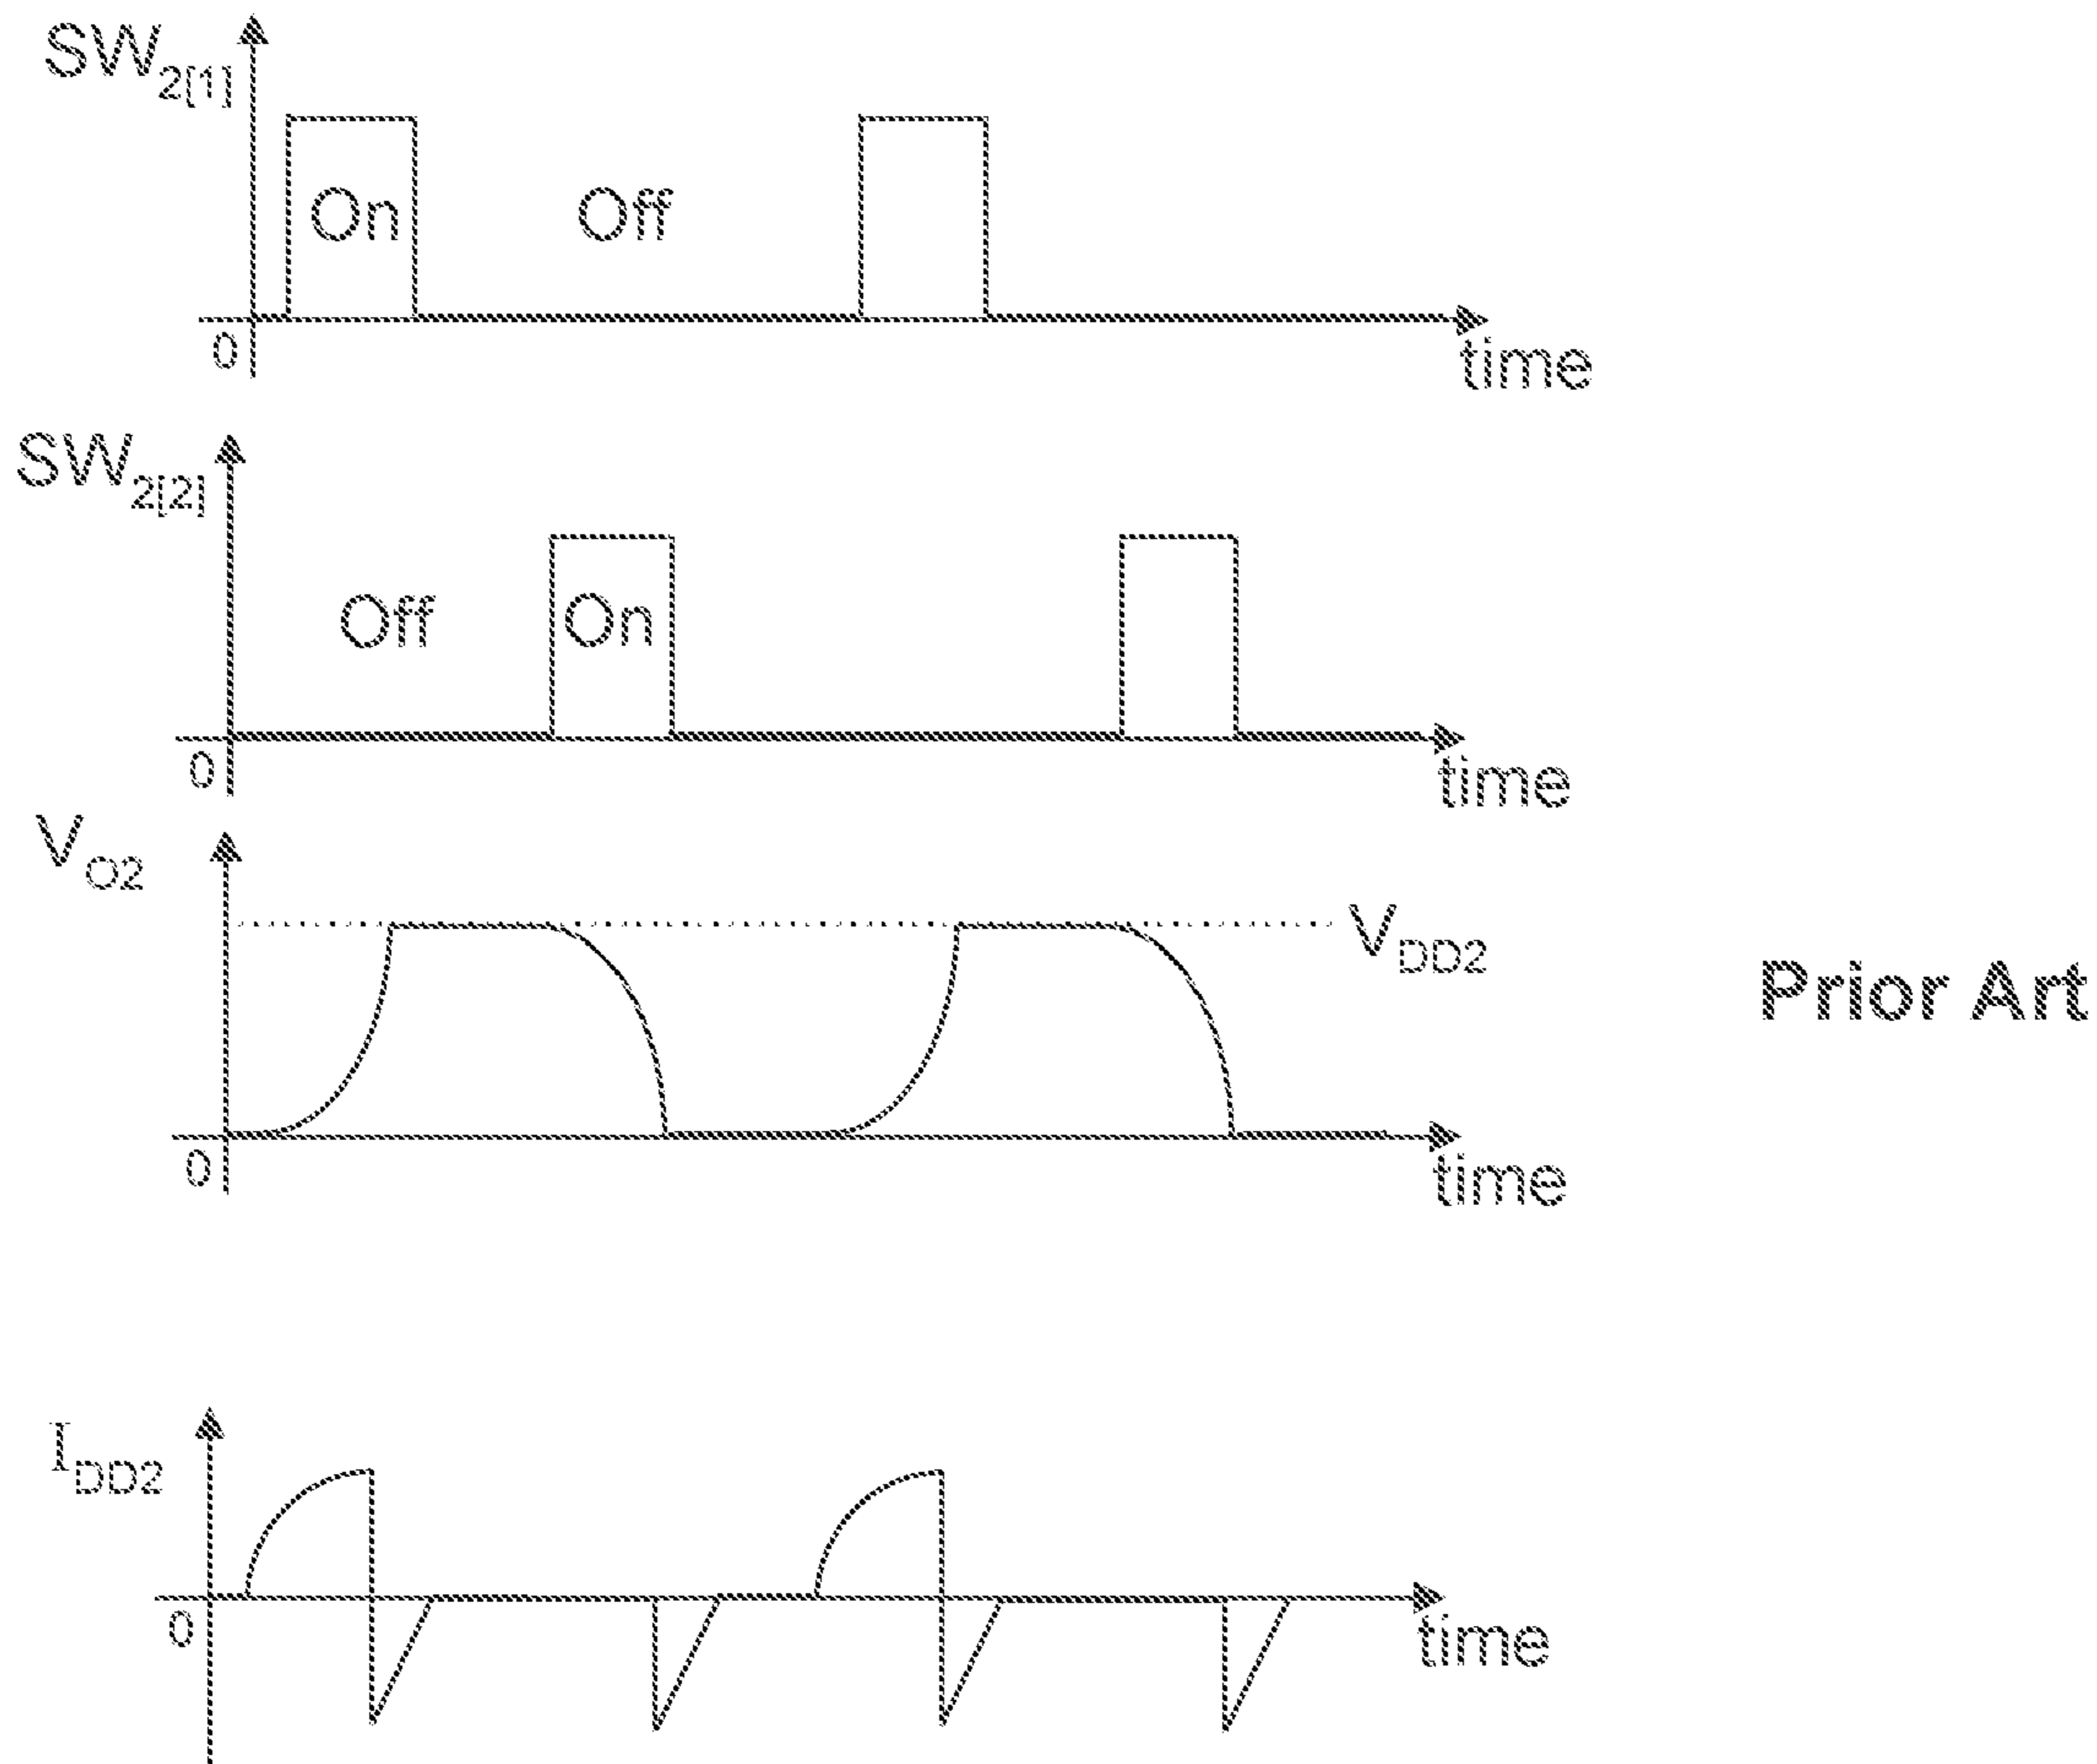 SW2[1]
On
Off
0
time
SW2[2]
Off
On
0
time
VO2
VDD2
Prior Art
0
time
IDD2
0
time